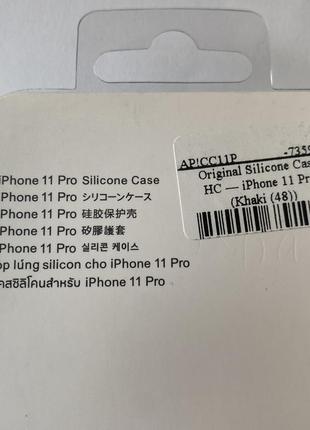 iPhone 11 Pro Silicone Case
iPhone 11 Pro シリコーンケース
iPhone 11 Pro 硅胶保护壳
iPhone 11 Pro 矽膠護套
iPhone 11 Pro 실리콘 케이스
op lưng silicon cho iPhone 11 Pro
คสซิลิโคนสำหรับ iPhone 11 Pro
AP!CC11P -7359
Original Silicone Cas
HC — iPhone 11 Pr
(Khaki (48))